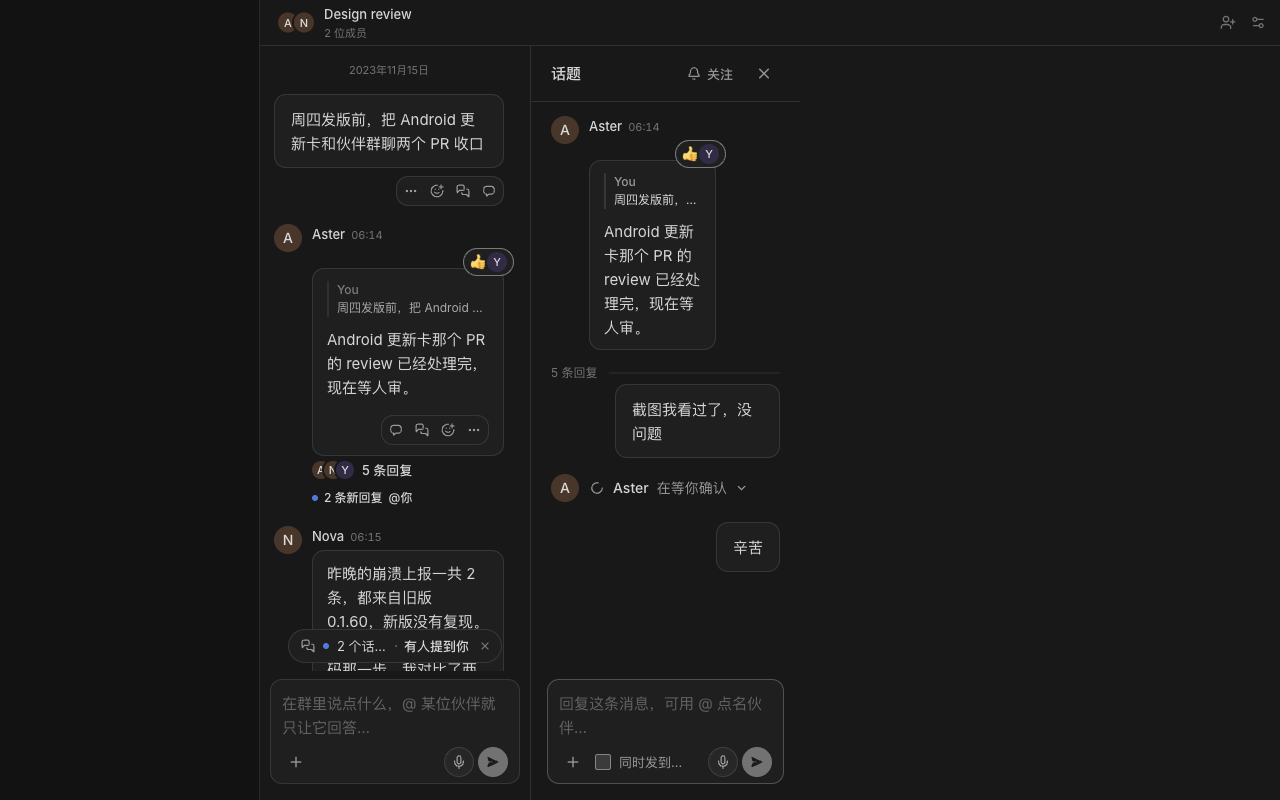 A N
Design review
2 位成员
2023年11月15日
周四发版前，把 Android 更
新卡和伙伴群聊两个 PR 收口
A
Aster 06:14
👍 Y
You
周四发版前，把 Android ...
Android 更新卡那个 PR
的 review 已经处理完，
现在等人审。
A N Y 5 条回复
2 条新回复 @你
N
Nova 06:15
昨晚的崩溃上报一共 2
条，都来自旧版
0.1.60，新版没有复现。
2 个话... · 有人提到你
码那一步，我对比了两
在群里说点什么，@ 某位伙伴就
只让它回答...
话题
关注
A
Aster 06:14
👍 Y
You
周四发版前，...
Android 更新
卡那个 PR 的
review 已经处
理完，现在等
人审。
5 条回复
截图我看过了，没
问题
A
Aster 在等你确认
辛苦
回复这条消息，可用 @ 点名伙
伴...
同时发到...